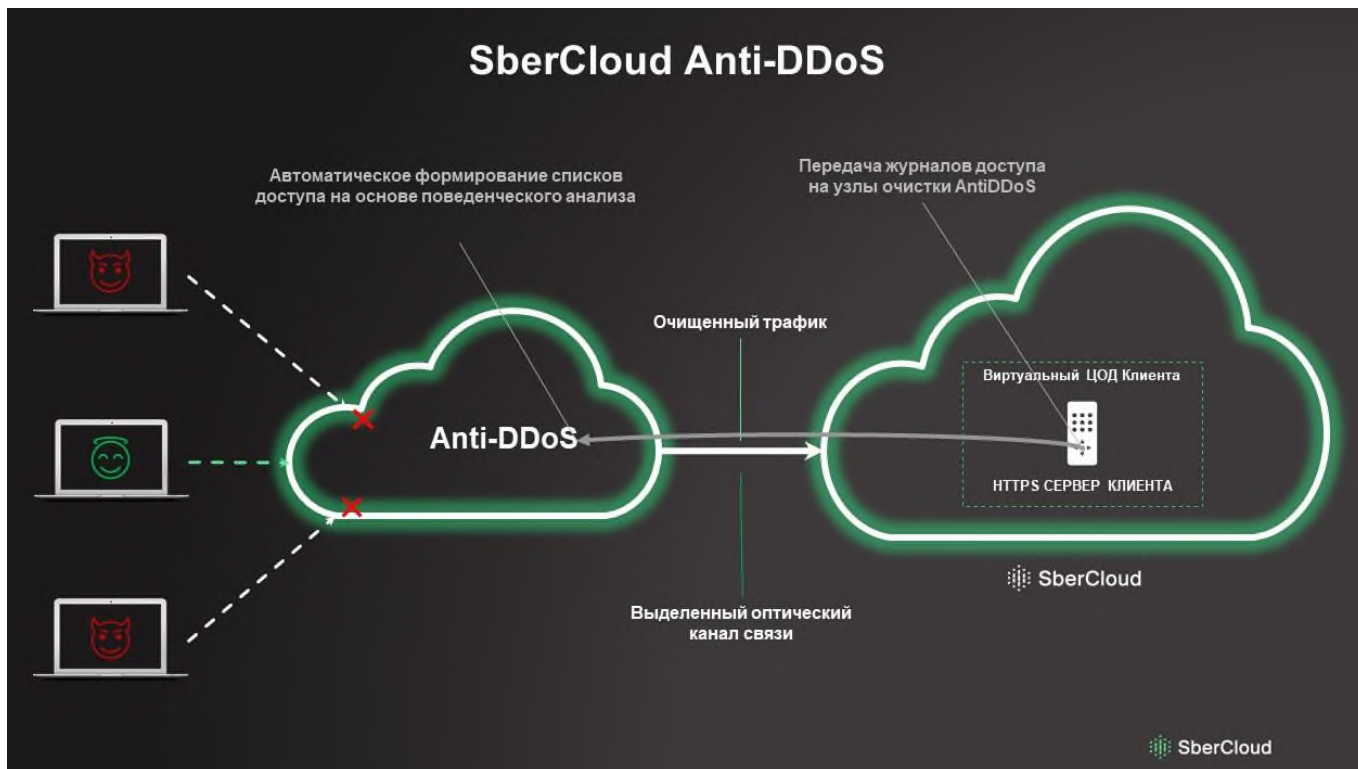 SberCloud Anti-DDoS
Автоматическое формирование списков
доступа на основе поведенческого анализа
Передача журналов доступа
на узлы очистки AntiDDoS
Очищенный трафик
Виртуальный ЦОД Клиента
Anti-DDoS
HTTPS СЕРВЕР КЛИЕНТА
SberCloud
Выделенный оптический
канал связи
SberCloud